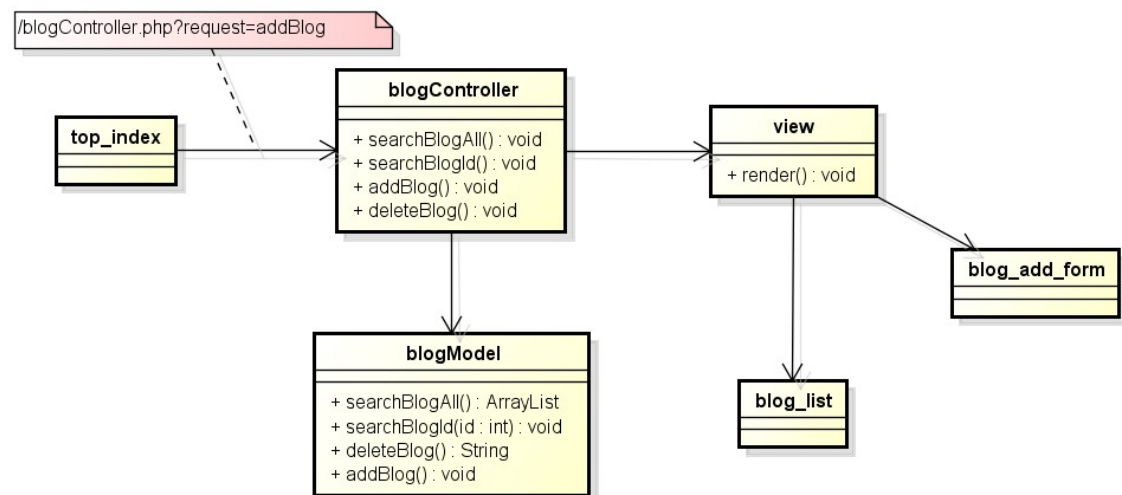 /blogController.php?request=addBlog
top_index
blogController
+ searchBlogAll() : void
+ searchBlogId() : void
+ addBlog() : void
+ deleteBlog() : void
view
+ render() : void
blog_add_form
blogModel
+ searchBlogAll() : ArrayList
+ searchBlogId(id : int) : void
+ deleteBlog() : String
+ addBlog() : void
blog_list